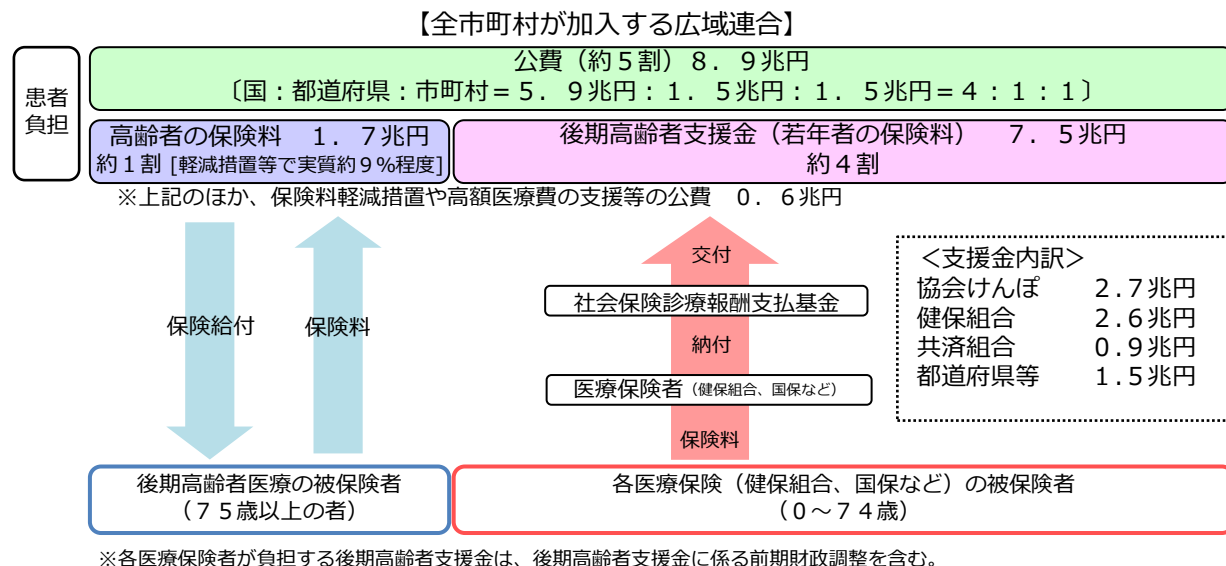 【全市町村が加入する広域連合】
患者
負担
公費（約５割）８．９兆円
〔国：都道府県：市町村＝５．９兆円：１．５兆円：１．５兆円＝４：１：１〕
高齢者の保険料　１．７兆円
約１割 [軽減措置等で実質約９％程度]
後期高齢者支援金（若年者の保険料）　７．５兆円
約４割
※上記のほか、保険料軽減措置や高額医療費の支援等の公費　０．６兆円
保険給付
保険料
交付
社会保険診療報酬支払基金
納付
医療保険者（健保組合、国保など）
保険料
＜支援金内訳＞
協会けんぽ　２.７兆円
健保組合　２.６兆円
共済組合　０.９兆円
都道府県等　１.５兆円
後期高齢者医療の被保険者
（７５歳以上の者）
各医療保険（健保組合、国保など）の被保険者
（０～７４歳）
※各医療保険者が負担する後期高齢者支援金は、後期高齢者支援金に係る前期財政調整を含む。